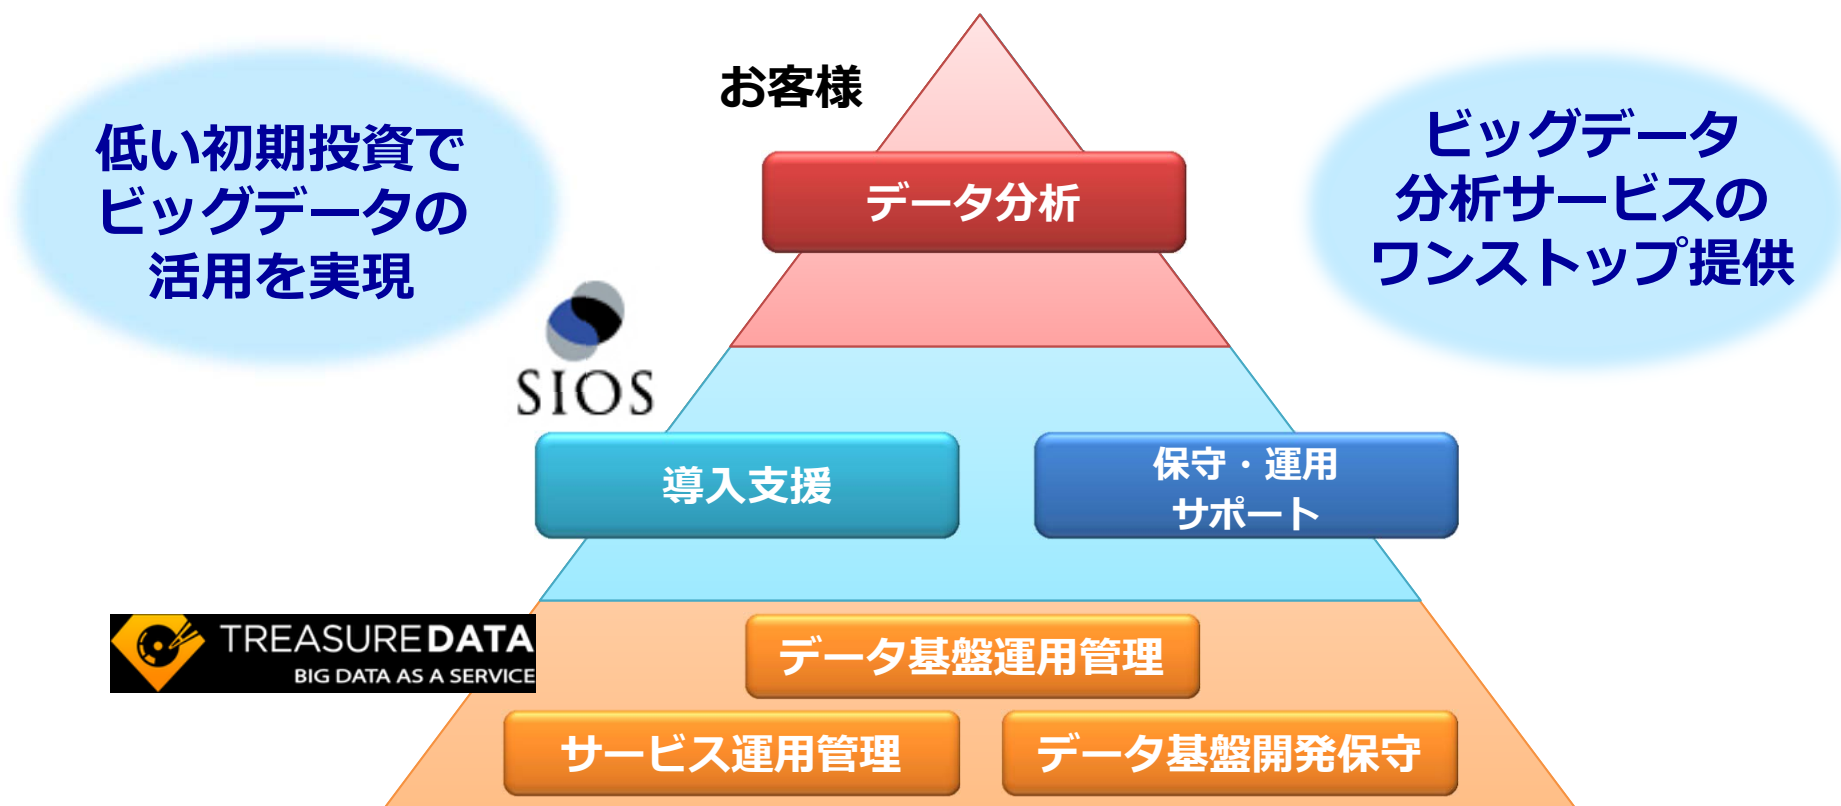 お客様
低い初期投資で
ビッグデータの
活用を実現
ビッグデータ
分析サービスの
ワンストップ提供
データ分析
SIOS
導入支援
保守・運用
サポート
TREASUREDATA
BIG DATA AS A SERVICE
データ基盤運用管理
サービス運用管理
データ基盤開発保守